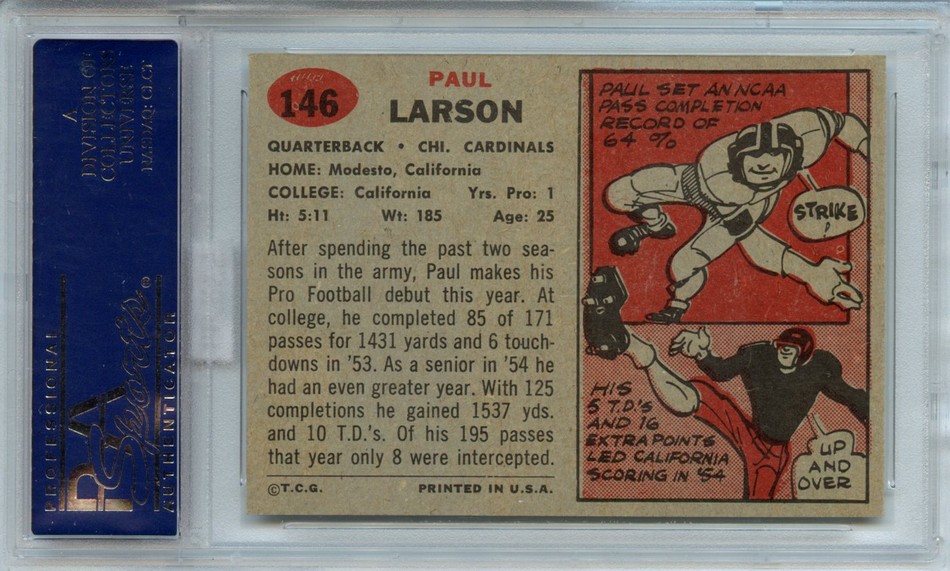 A
DIVISION OF
COLLECTORS
UNIVERSE
NASDAQ: CLCT
PROFESSIONAL
PSA
Sports®
AUTHENTICATOR
146
PAUL
LARSON
QUARTERBACK • CHI. CARDINALS
HOME: Modesto, California
COLLEGE: California Yrs. Pro: 1
Ht: 5:11 Wt: 185 Age: 25
After spending the past two sea-
sons in the army, Paul makes his
Pro Football debut this year. At
college, he completed 85 of 171
passes for 1431 yards and 6 touch-
downs in '53. As a senior in '54 he
had an even greater year. With 125
completions he gained 1537 yds.
and 10 T.D.'s. Of his 195 passes
that year only 8 were intercepted.
©T.C.G. PRINTED IN U.S.A.
PAUL SET AN NCAA
PASS COMPLETION
RECORD OF
64 %
STRIKE
!
HIS
5 T.D.'S
AND 16
EXTRA POINTS
LED CALIFORNIA
SCORING IN '54
UP
AND
OVER